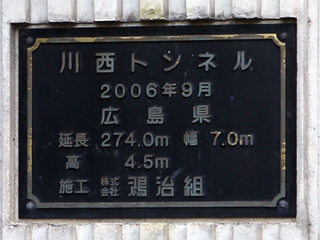 川西トンネル
2006年9月
広島県
延長 274.0m 幅 7.0m
高 4.5m
施工 株式会社 鴻治組